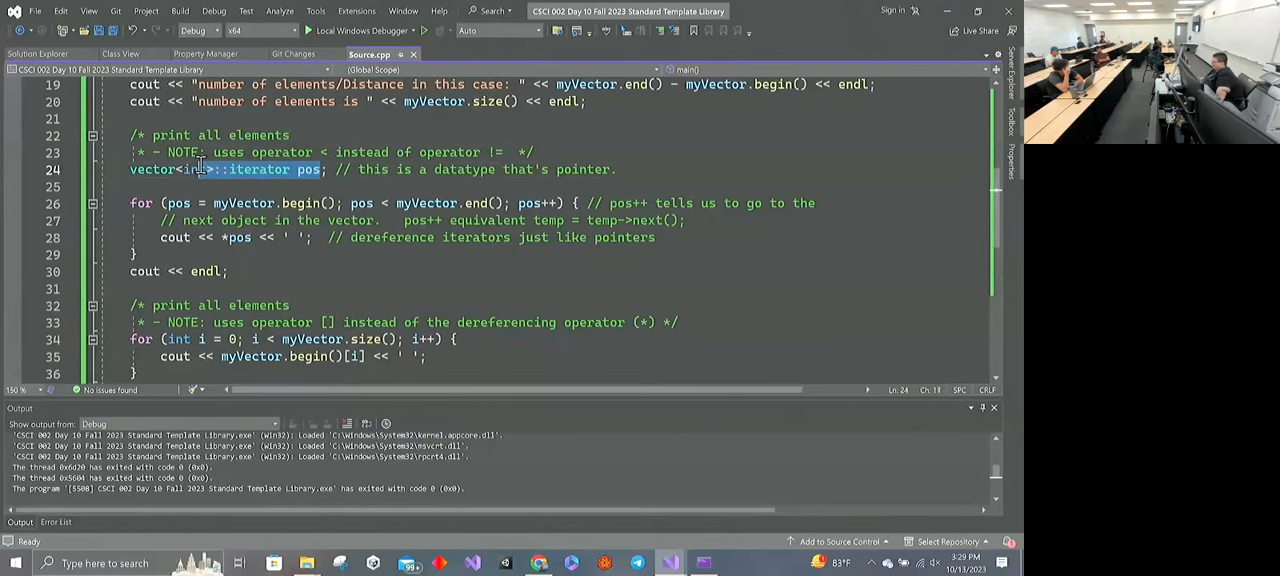 File Edit View Git Project Build Debug Test Analyze Tools Extensions Window Help Search CSCI 002 Day 10 Fall 2023 Standard Template Library Sign in
Debug x64 Local Windows Debugger Auto Live Share
Solution Explorer Class View Property Manager Git Changes Source.cpp
CSCI 002 Day 10 Fall 2023 Standard Template Library (Global Scope) main()
19 cout << "number of elements/Distance in this case: " << myVector.end() - myVector.begin() << endl;
20 cout << "number of elements is " << myVector.size() << endl;
21
22 /* print all elements
23 * - NOTE: uses operator < instead of operator != */
24 vector<int>::iterator pos; // this is a datatype that's pointer.
25
26 for (pos = myVector.begin(); pos < myVector.end(); pos++) { // pos++ tells us to go to the
27 // next object in the vector. pos++ equivalent temp = temp->next();
28 cout << *pos << ' '; // dereference iterators just like pointers
29 }
30 cout << endl;
31
32 /* print all elements
33 * - NOTE: uses operator [] instead of the dereferencing operator (*) */
34 for (int i = 0; i < myVector.size(); i++) {
35 cout << myVector.begin()[i] << ' ';
36 }
150 % No issues found Ln: 24 Ch: 17 SPC CRLF
Output
Show output from: Debug
'CSCI 002 Day 10 Fall 2023 Standard Template Library.exe' (Win32): Loaded 'C:\Windows\System32\kernel.appcore.dll'.
'CSCI 002 Day 10 Fall 2023 Standard Template Library.exe' (Win32): Loaded 'C:\Windows\System32\msvcrt.dll'.
'CSCI 002 Day 10 Fall 2023 Standard Template Library.exe' (Win32): Loaded 'C:\Windows\System32\rpcrt4.dll'.
The thread 0x6d20 has exited with code 0 (0x0).
The thread 0x5604 has exited with code 0 (0x0).
The program '[5508] CSCI 002 Day 10 Fall 2023 Standard Template Library.exe' has exited with code 0 (0x0).
Output Error List
Ready Add to Source Control Select Repository
Type here to search 99+ 83°F 3:29 PM
10/13/2023
Server Explorer
Toolbox
Properties